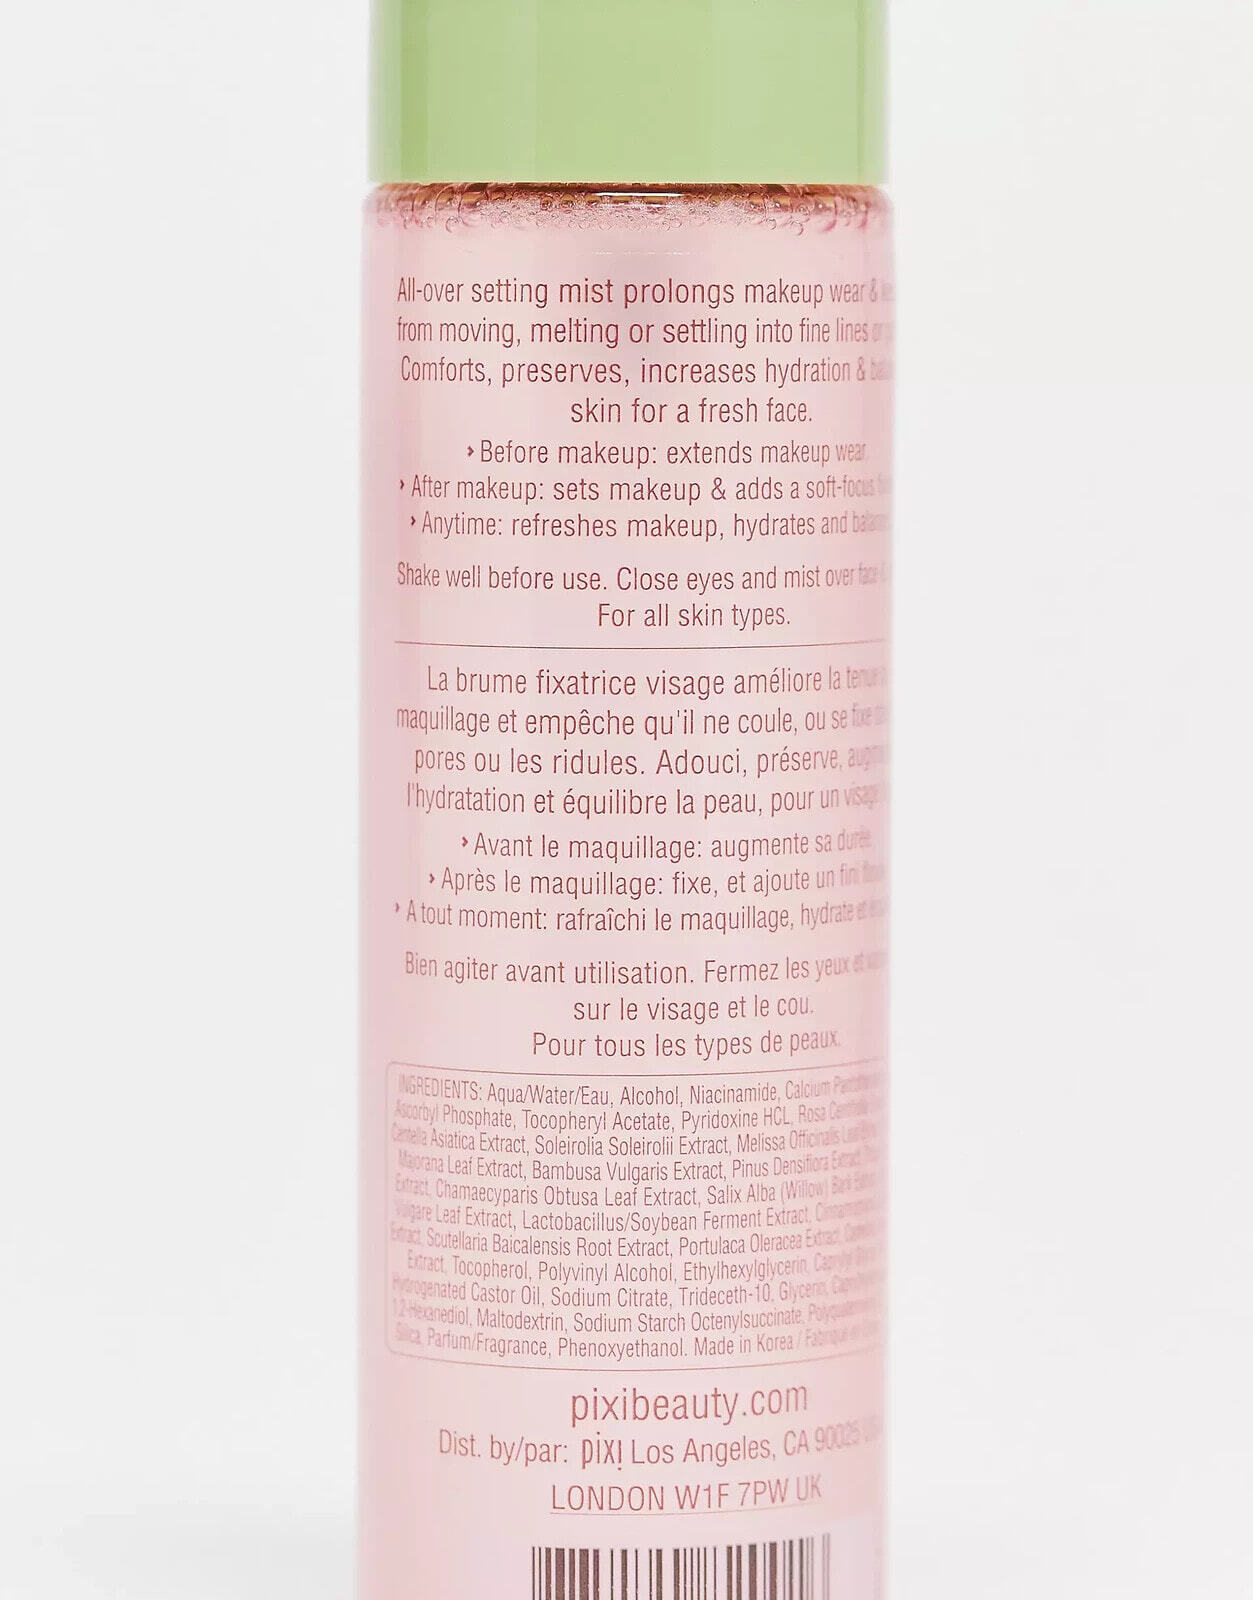 All-over setting mist prolongs makeup wear &
from moving, melting or settling into fine lines or
Comforts, preserves, increases hydration &
skin for a fresh face.
› Before makeup: extends makeup wear.
› After makeup: sets makeup & adds a soft-focus
› Anytime: refreshes makeup, hydrates and
Shake well before use. Close eyes and mist over face
For all skin types.
La brume fixatrice visage améliore la tenue
maquillage et empêche qu'il ne coule, ou se fixe
pores ou les ridules. Adouci, préserve,
l'hydratation et équilibre la peau, pour un visage
› Avant le maquillage: augmente sa durée.
› Après le maquillage: fixe, et ajoute un fini
› A tout moment: rafraîchi le maquillage, hydrate et
Bien agiter avant utilisation. Fermez les yeux et
sur le visage et le cou.
Pour tous les types de peaux.
INGREDIENTS: Aqua/Water/Eau, Alcohol, Niacinamide, Calcium
Ascorbyl Phosphate, Tocopheryl Acetate, Pyridoxine HCL, Rosa
Centella Asiatica Extract, Soleirolia Soleirolii Extract, Melissa Officinalis Leaf
Majorana Leaf Extract, Bambusa Vulgaris Extract, Pinus Densiflora Extract,
Extract, Chamaecyparis Obtusa Leaf Extract, Salix Alba (Willow) Bark
Vulgare Leaf Extract, Lactobacillus/Soybean Ferment Extract,
Extract, Scutellaria Baicalensis Root Extract, Portulaca Oleracea Extract,
Extract, Tocopherol, Polyvinyl Alcohol, Ethylhexylglycerin, Caprylyl
Hydrogenated Castor Oil, Sodium Citrate, Trideceth-10, Glycerin,
1,2-Hexanediol, Maltodextrin, Sodium Starch Octenylsuccinate,
Silica, Parfum/Fragrance, Phenoxyethanol. Made in Korea / Fabriqué
pixibeauty.com
Dist. by/par: pixi Los Angeles, CA 90025
LONDON W1F 7PW UK